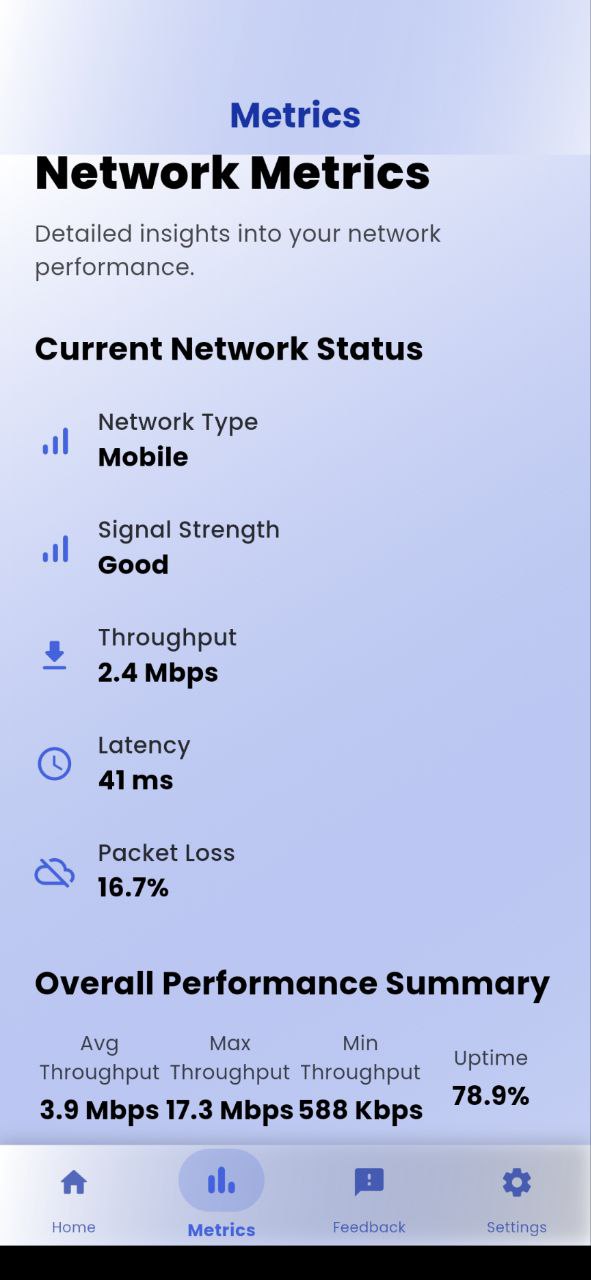 Metrics
Network Metrics
Detailed insights into your network
performance.
Current Network Status
Network Type
Mobile
Signal Strength
Good
Throughput
2.4 Mbps
Latency
41 ms
Packet Loss
16.7%
Overall Performance Summary
Avg
Throughput
3.9 Mbps
Max
Throughput
17.3 Mbps
Min
Throughput
588 Kbps
Uptime
78.9%
Home
Metrics
Feedback
Settings